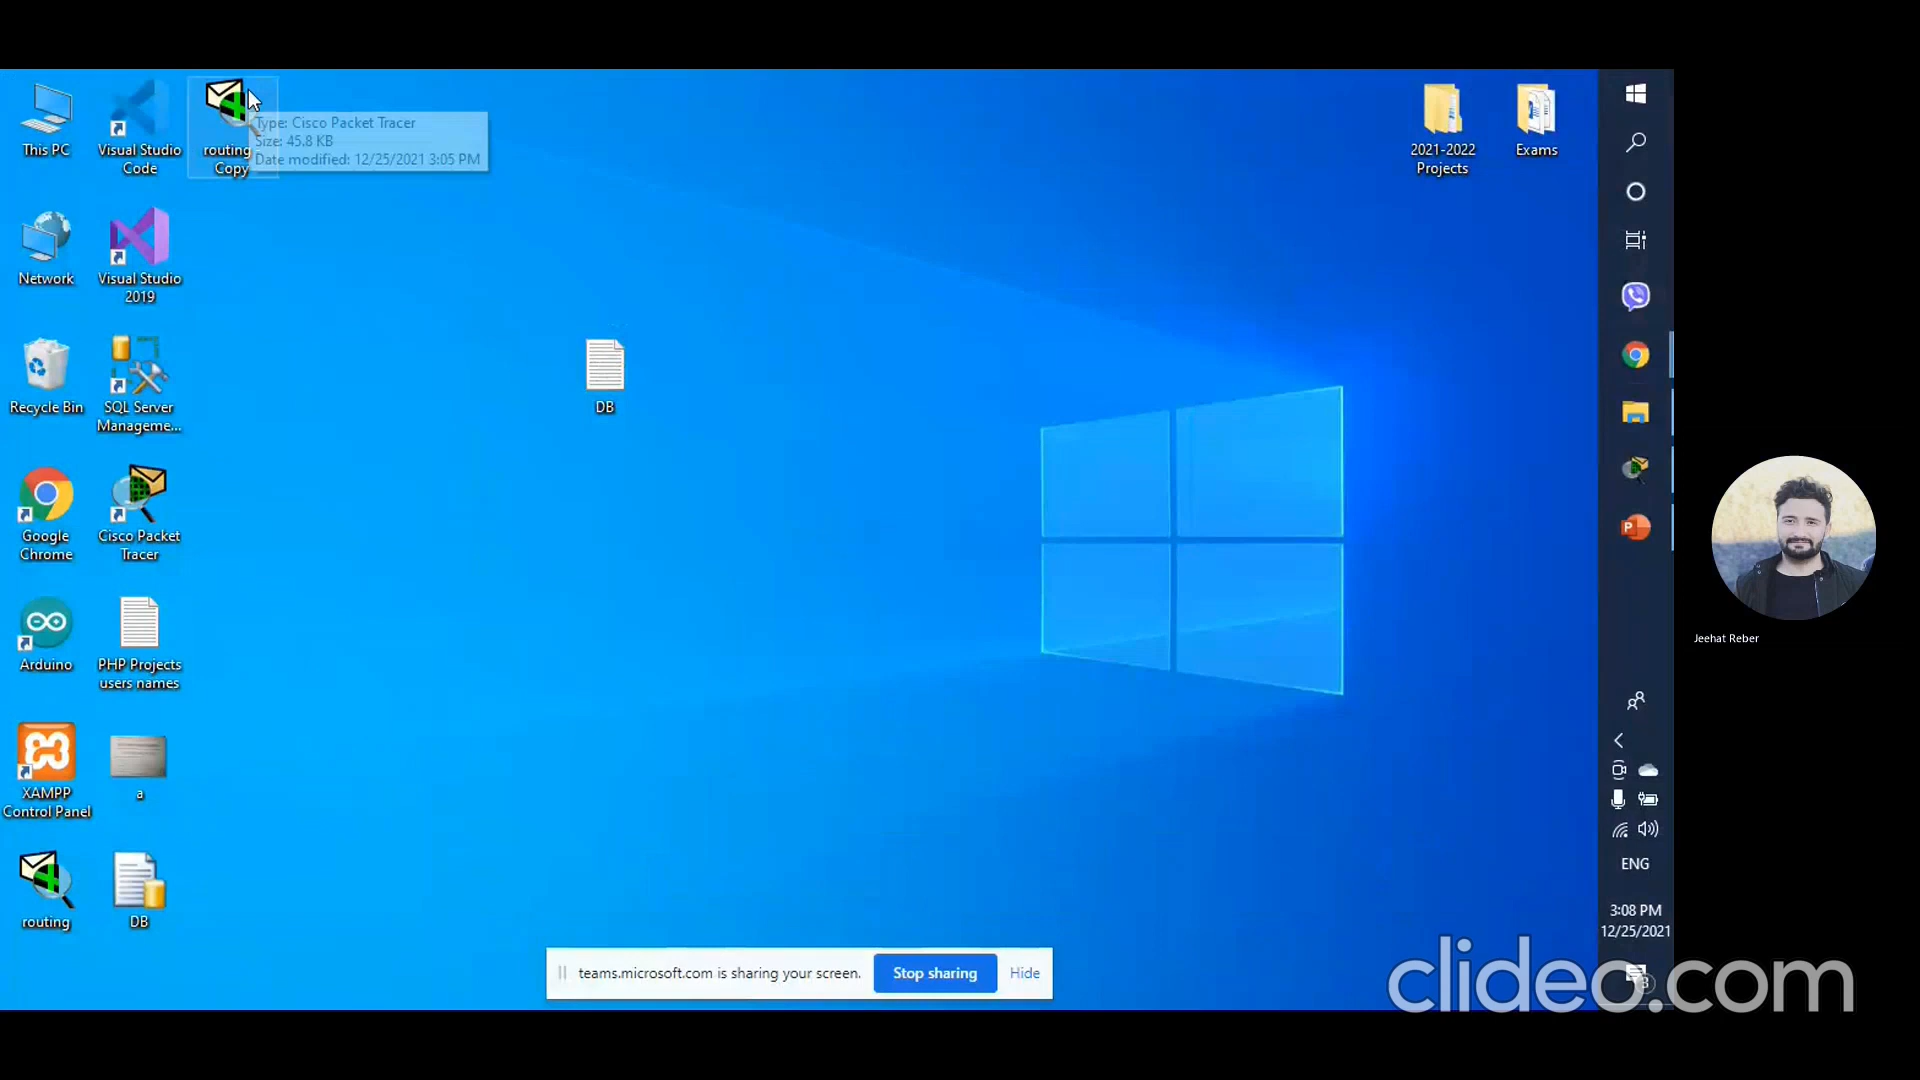 This PC
Visual Studio
Code
routing
Copy
Type: Cisco Packet Tracer
Size: 45.8 KB
Date modified: 12/25/2021 3:05 PM
2021-2022
Projects
Exams
Network
Visual Studio
2019
Recycle Bin
SQL Server
Manageme...
DB
Google
Chrome
Cisco Packet
Tracer
Arduino
PHP Projects
users names
Jeehat Reber
XAMPP
Control Panel
a
routing
DB
ENG
3:08 PM
12/25/2021
3
teams.microsoft.com is sharing your screen.
Stop sharing
Hide
clideo.com